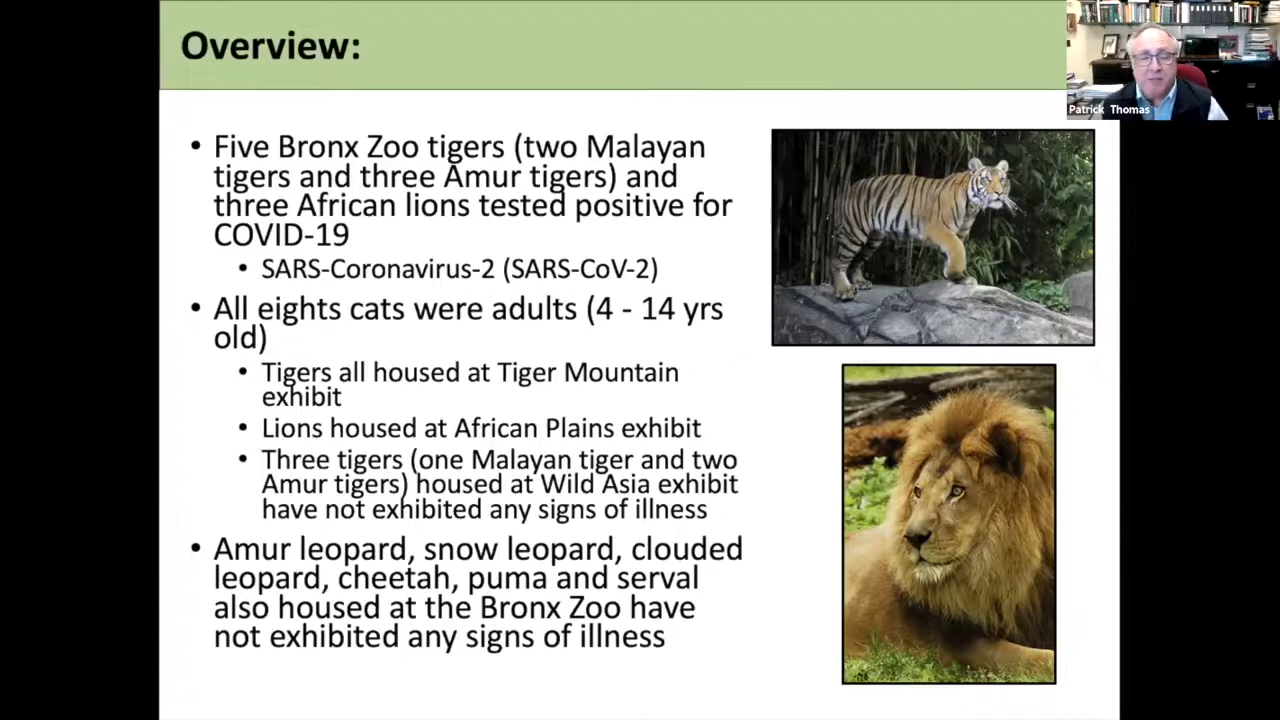 Overview:
Patrick Thomas
• Five Bronx Zoo tigers (two Malayan
tigers and three Amur tigers) and
three African lions tested positive for
COVID-19
• SARS-Coronavirus-2 (SARS-CoV-2)
• All eights cats were adults (4 - 14 yrs
old)
• Tigers all housed at Tiger Mountain
exhibit
• Lions housed at African Plains exhibit
• Three tigers (one Malayan tiger and two
Amur tigers) housed at Wild Asia exhibit
have not exhibited any signs of illness
• Amur leopard, snow leopard, clouded
leopard, cheetah, puma and serval
also housed at the Bronx Zoo have
not exhibited any signs of illness